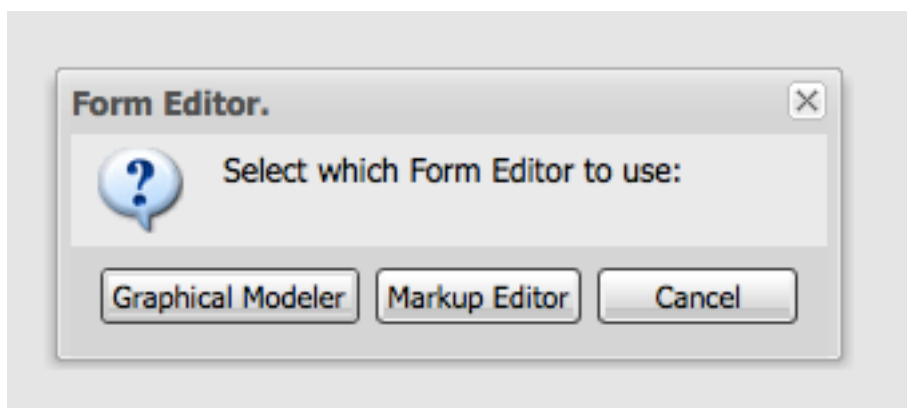 Form Editor.
Select which Form Editor to use:
Graphical Modeler Markup Editor Cancel